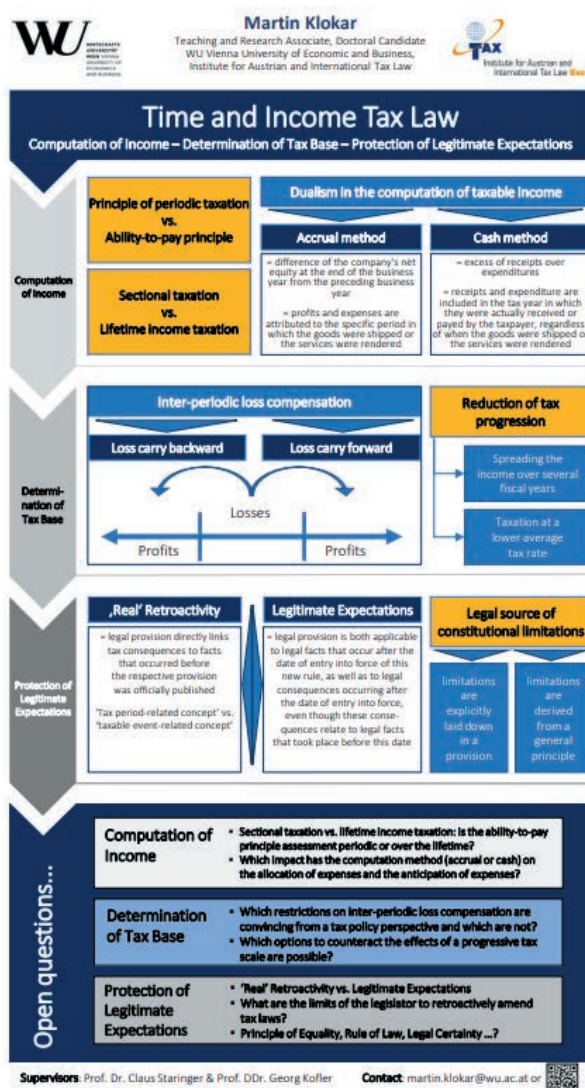 Martin Klokar
Teaching and Research Associate, Doctoral Candidate
WU Vienna University of Economics and Business,
Institute for Austrian and International Tax Law
WU
WIRTSCHAFTS
UNIVERSITÄT
WIEN VIENNA
UNIVERSITY OF
ECONOMICS
AND BUSINESS
TAX
Institute for Austrian and
International Tax Law Wien
Time and Income Tax Law
Computation of Income – Determination of Tax Base – Protection of Legitimate Expectations
Computation
of Income
Principle of periodic taxation
vs.
Ability-to-pay principle
Sectional taxation
vs.
Lifetime income taxation
Dualism in the computation of taxable income
Accrual method
= difference of the company's net
equity at the end of the business
year from the preceding business
year
= profits and expenses are
attributed to the specific period in
which the goods were shipped or
the services were rendered
Cash method
= excess of receipts over
expenditures
= receipts and expenditure are
included in the tax year in which
they were actually received or
payed by the taxpayer, regardless
of when the goods were shipped or
the services were rendered
Determi-
nation of
Tax Base
Inter-periodic loss compensation
Loss carry backward
Loss carry forward
Losses
Profits
Profits
Reduction of tax
progression
Spreading the
income over several
fiscal years
Taxation at a
lower average
tax rate
Protection of
Legitimate
Expectations
‚Real' Retroactivity
= legal provision directly links
tax consequences to facts
that occurred before
the respective provision
was officially published
'Tax period-related concept' vs.
'taxable event-related concept'
Legitimate Expectations
= legal provision is both applicable
to legal facts that occur after the
date of entry into force of this
new rule, as well as to legal
consequences occurring after
the date of entry into force,
even though these conse-
quences relate to legal facts
that took place before this date
Legal source of
constitutional limitations
limitations
are
explicitly
laid down
in a
provision
limitations
are
derived
from a
general
principle
Open questions...
Computation of
Income
▪ Sectional taxation vs. lifetime income taxation: is the ability-to-pay
principle assessment periodic or over the lifetime?
▪ Which impact has the computation method (accrual or cash) on
the allocation of expenses and the anticipation of expenses?
Determination
of Tax Base
▪ Which restrictions on inter-periodic loss compensation are
convincing from a tax policy perspective and which are not?
▪ Which options to counteract the effects of a progressive tax
scale are possible?
Protection of
Legitimate
Expectations
▪ 'Real' Retroactivity vs. Legitimate Expectations
▪ What are the limits of the legislator to retroactively amend
tax laws?
▪ Principle of Equality, Rule of Law, Legal Certainty ...?
Supervisors: Prof. Dr. Claus Staringer & Prof. DDr. Georg Kofler
Contact: martin.klokar@wu.ac.at or